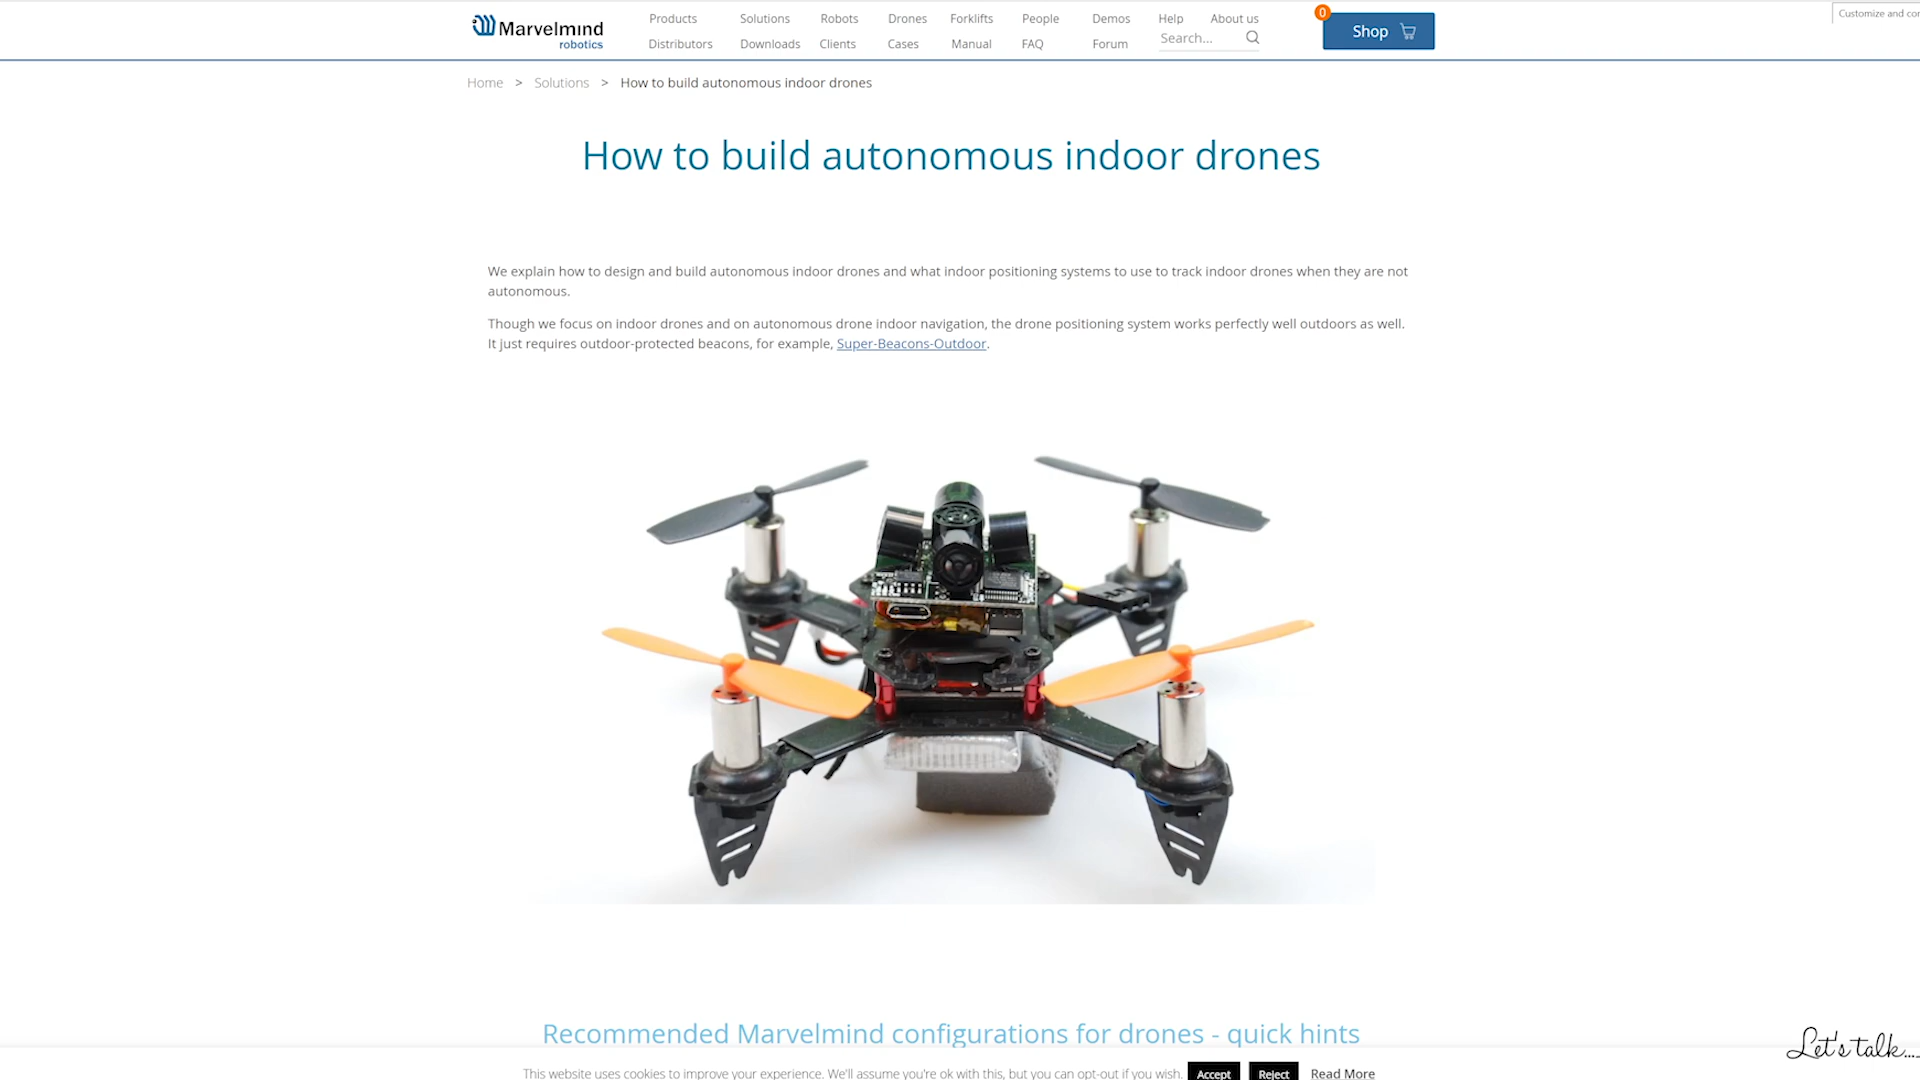 Marvelmind
robotics
Products Solutions Robots Drones Forklifts People Demos Help About us
Distributors Downloads Clients Cases Manual FAQ Forum Search...
0
Shop
Customize and
Home > Solutions > How to build autonomous indoor drones
How to build autonomous indoor drones
We explain how to design and build autonomous indoor drones and what indoor positioning systems to use to track indoor drones when they are not
autonomous.
Though we focus on indoor drones and on autonomous drone indoor navigation, the drone positioning system works perfectly well outdoors as well.
It just requires outdoor-protected beacons, for example, Super-Beacons-Outdoor.
Recommended Marvelmind configurations for drones - quick hints
Let's talk...
This website uses cookies to improve your experience. We'll assume you're ok with this, but you can opt-out if you wish. Accept Reject Read More